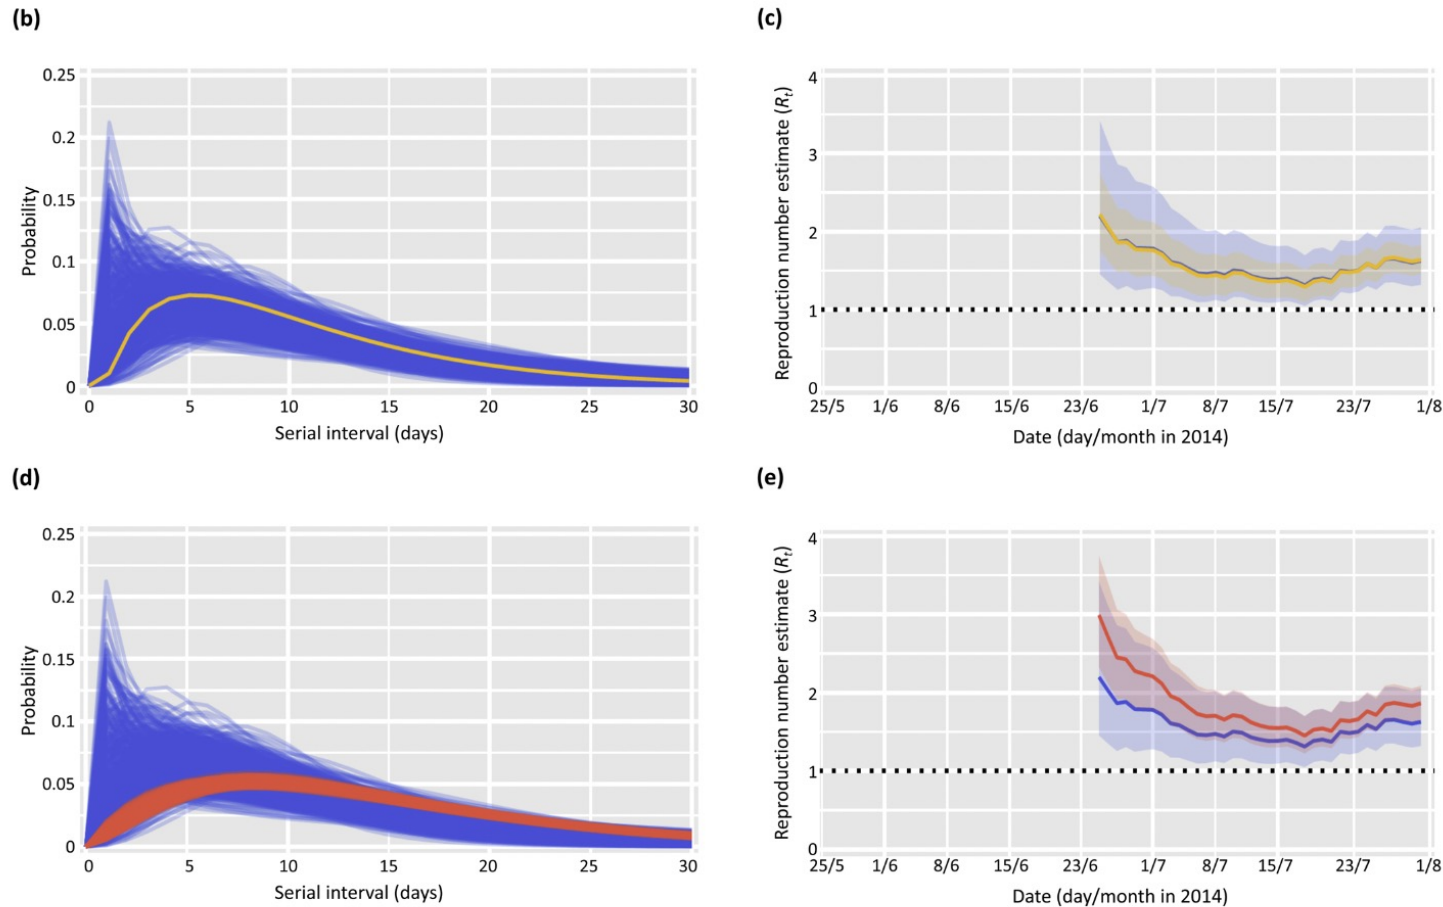 (b)
0.25
0.2
0.15
0.1
0.05
0
Probability
0 5 10 15 20 25 30
Serial interval (days)
(c)
4
3
2
1
0
Reproduction number estimate (Rt)
25/5 1/6 8/6 15/6 23/6 1/7 8/7 15/7 23/7 1/8
Date (day/month in 2014)
(d)
0.25
0.2
0.15
0.1
0.05
0
Probability
0 5 10 15 20 25 30
Serial interval (days)
(e)
4
3
2
1
0
Reproduction number estimate (Rt)
25/5 1/6 8/6 15/6 23/6 1/7 8/7 15/7 23/7 1/8
Date (day/month in 2014)